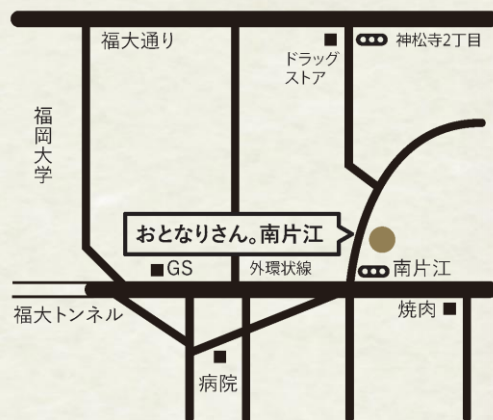 福大通り
神松寺2丁目
ドラッグ
ストア
福岡大学
おとなりさん。南片江
GS
外環状線
南片江
福大トンネル
焼肉
病院